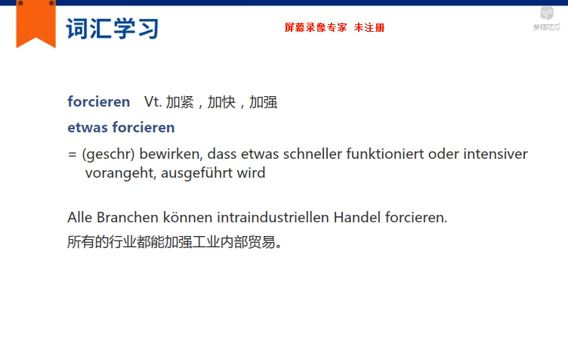 词汇学习
屏幕录像专家 未注册
forcieren Vt. 加紧，加快，加强
etwas forcieren
= (geschr) bewirken, dass etwas schneller funktioniert oder intensiver
vorangeht, ausgeführt wird
Alle Branchen können intraindustriellen Handel forcieren.
所有的行业都能加强工业内部贸易。